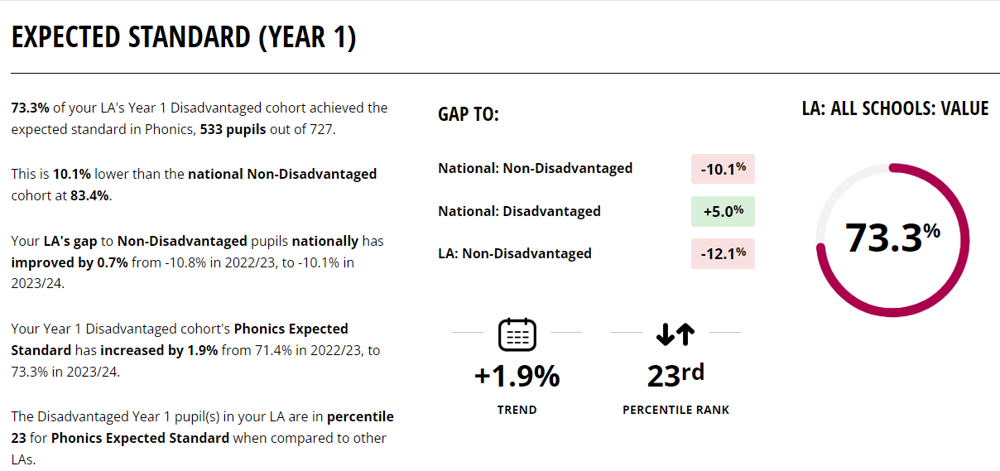 EXPECTED STANDARD (YEAR 1)
73.3% of your LA's Year 1 Disadvantaged cohort achieved the
expected standard in Phonics, 533 pupils out of 727.
This is 10.1% lower than the national Non-Disadvantaged
cohort at 83.4%.
Your LA's gap to Non-Disadvantaged pupils nationally has
improved by 0.7% from -10.8% in 2022/23, to -10.1% in
2023/24.
Your Year 1 Disadvantaged cohort's Phonics Expected
Standard has increased by 1.9% from 71.4% in 2022/23, to
73.3% in 2023/24.
The Disadvantaged Year 1 pupil(s) in your LA are in percentile
23 for Phonics Expected Standard when compared to other
LAs.
GAP TO:
National: Non-Disadvantaged -10.1%
National: Disadvantaged +5.0%
LA: Non-Disadvantaged -12.1%
+1.9%
TREND
23rd
PERCENTILE RANK
LA: ALL SCHOOLS: VALUE
73.3%